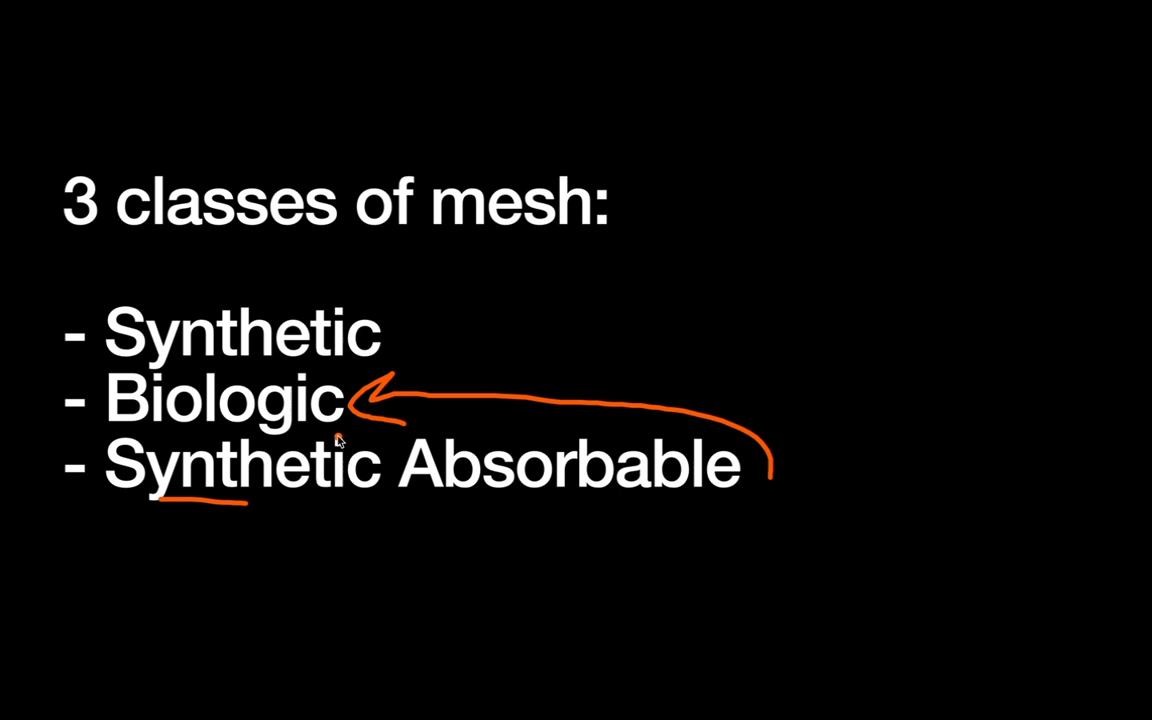 3 classes of mesh:
- Synthetic
- Biologic
- Synthetic Absorbable